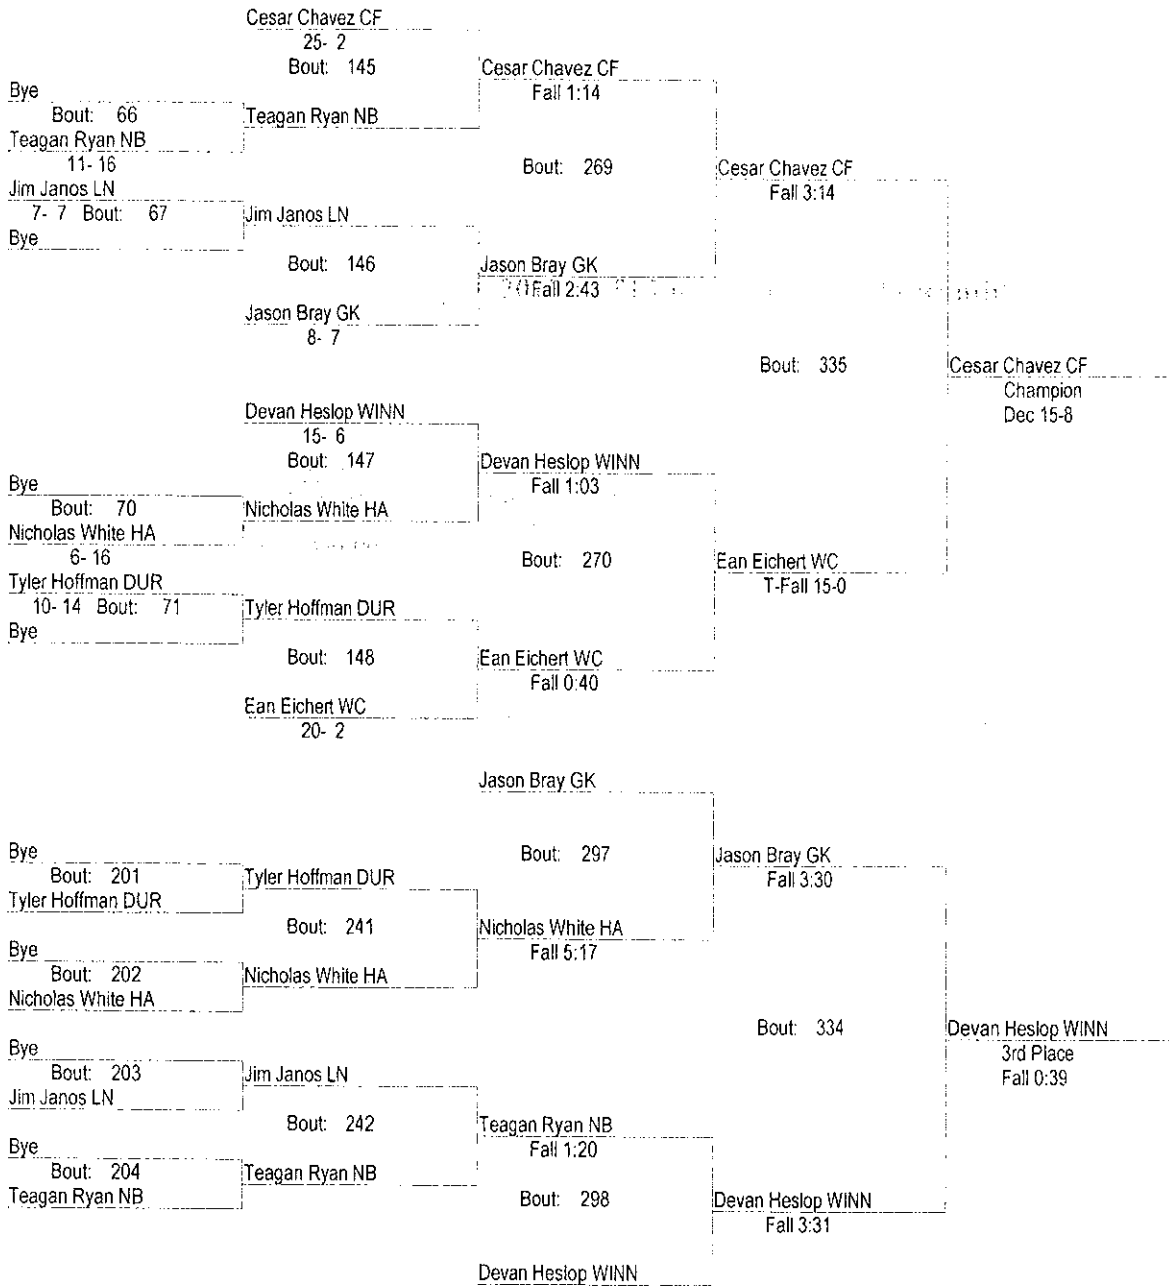 Cesar Chavez CF
25- 2
Bout: 145
Cesar Chavez CF
Fall 1:14
Bye
Bout: 66
Teagan Ryan NB
Teagan Ryan NB
11- 16
Bout: 269
Cesar Chavez CF
Fall 3:14
Jim Janos LN
7- 7 Bout: 67
Jim Janos LN
Bye
Bout: 146
Jason Bray GK
Fall 2:43
Jason Bray GK
8- 7
Bout: 335
Cesar Chavez CF
Champion
Dec 15-8
Devan Heslop WINN
15- 6
Bout: 147
Devan Heslop WINN
Fall 1:03
Bye
Bout: 70
Nicholas White HA
Nicholas White HA
6- 16
Bout: 270
Ean Eichert WC
T-Fall 15-0
Tyler Hoffman DUR
10- 14 Bout: 71
Tyler Hoffman DUR
Bye
Bout: 148
Ean Eichert WC
Fall 0:40
Ean Eichert WC
20- 2
Jason Bray GK
Bout: 297
Jason Bray GK
Fall 3:30
Bye
Bout: 201
Tyler Hoffman DUR
Tyler Hoffman DUR
Bout: 241
Nicholas White HA
Fall 5:17
Bye
Bout: 202
Nicholas White HA
Nicholas White HA
Bout: 334
Devan Heslop WINN
3rd Place
Fall 0:39
Bye
Bout: 203
Jim Janos LN
Jim Janos LN
Bout: 242
Teagan Ryan NB
Fall 1:20
Bye
Bout: 204
Teagan Ryan NB
Teagan Ryan NB
Bout: 298
Devan Heslop WINN
Fall 3:31
Devan Heslop WINN